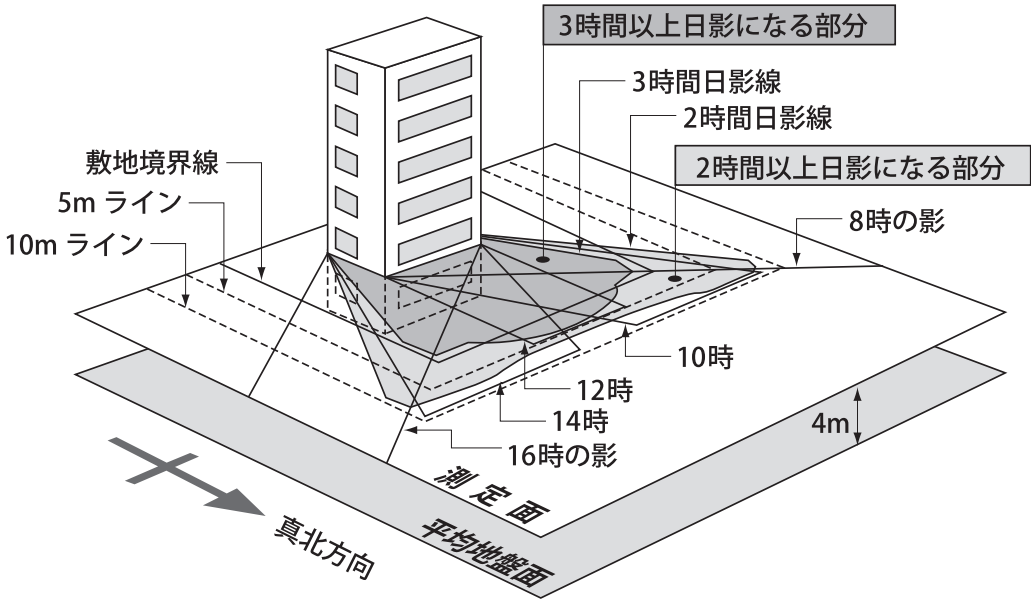 3時間以上日影になる部分
3時間日影線
2時間日影線
2時間以上日影になる部分
敷地境界線
5m ライン
10m ライン
8時の影
10時
12時
14時
16時の影
4m
測定面
平均地盤面
真北方向